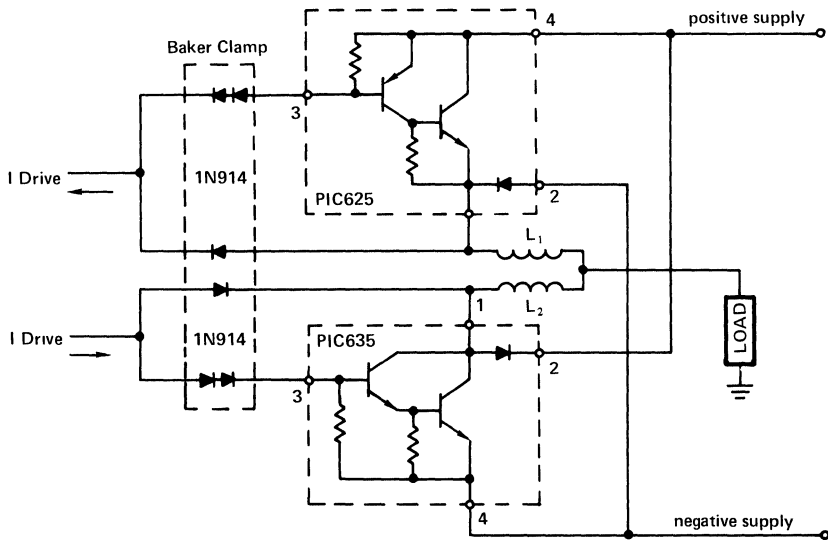 4
positive supply
Baker Clamp
3
I Drive
1N914
PIC625
2
L1
1
L2
I Drive
1N914
PIC635
2
LOAD
3
4
negative supply